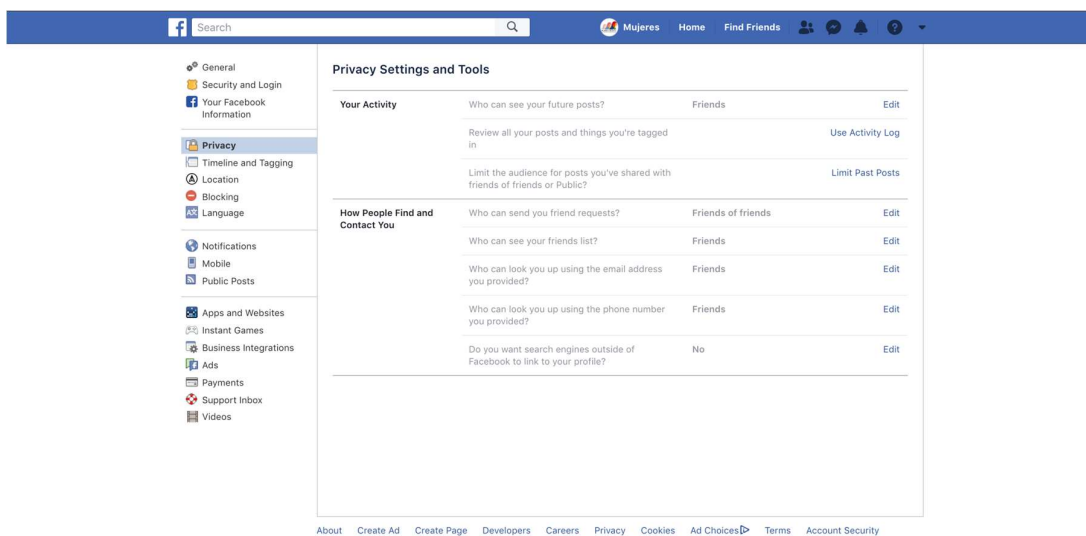 Search
Mujeres Home Find Friends
General
Security and Login
Your Facebook
Information
Privacy
Timeline and Tagging
Location
Blocking
Language
Notifications
Mobile
Public Posts
Apps and Websites
Instant Games
Business Integrations
Ads
Payments
Support Inbox
Videos
Privacy Settings and Tools
Your Activity Who can see your future posts? Friends Edit
Review all your posts and things you're tagged Use Activity Log
in
Limit the audience for posts you've shared with Limit Past Posts
friends of friends or Public?
How People Find and Who can send you friend requests? Friends of friends Edit
Contact You
Who can see your friends list? Friends Edit
Who can look you up using the email address Friends Edit
you provided?
Who can look you up using the phone number Friends Edit
you provided?
Do you want search engines outside of No Edit
Facebook to link to your profile?
About Create Ad Create Page Developers Careers Privacy Cookies Ad Choices Terms Account Security